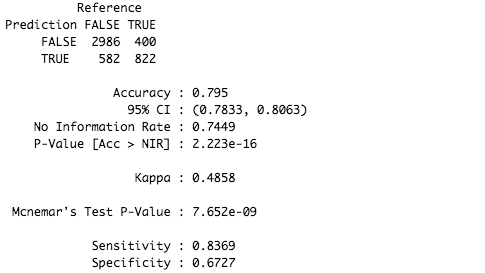 Reference
Prediction FALSE TRUE
FALSE 2986 400
TRUE 582 822
Accuracy : 0.795
95% CI : (0.7833, 0.8063)
No Information Rate : 0.7449
P-Value [Acc > NIR] : 2.223e-16
Kappa : 0.4858
Mcnemar's Test P-Value : 7.652e-09
Sensitivity : 0.8369
Specificity : 0.6727